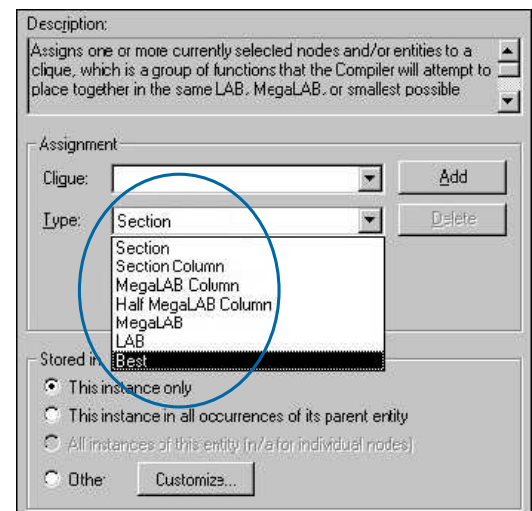 Description:
Assigns one or more currently selected nodes and/or entities to a
clique, which is a group of functions that the Compiler will attempt to
place together in the same LAB, MegaLAB, or smallest possible
Assignment
Clique:
Add
Type:
Section
Delete
Section
Section Column
MegaLAB Column
Half MegaLAB Column
MegaLAB
LAB
Best
Stored in
This instance only
This instance in all occurrences of its parent entity
All instances of this entity (n/a for individual nodes)
Other
Customize...